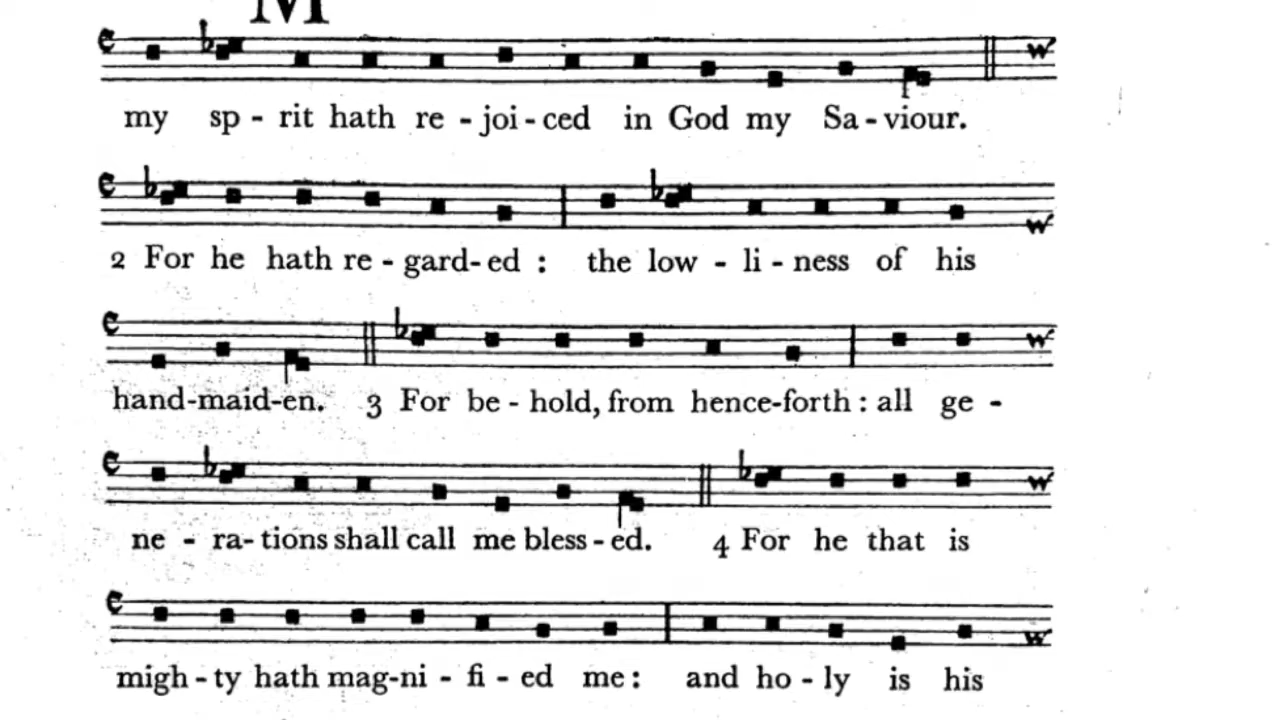 M
my sp - rit hath re - joi - ced in God my Sa - viour.
2 For he hath re - gard - ed : the low - li - ness of his
hand-maid-en. 3 For be - hold, from hence-forth : all ge -
ne - ra- tions shall call me bless - ed. 4 For he that is
migh - ty hath mag-ni - fi - ed me : and ho - ly is his